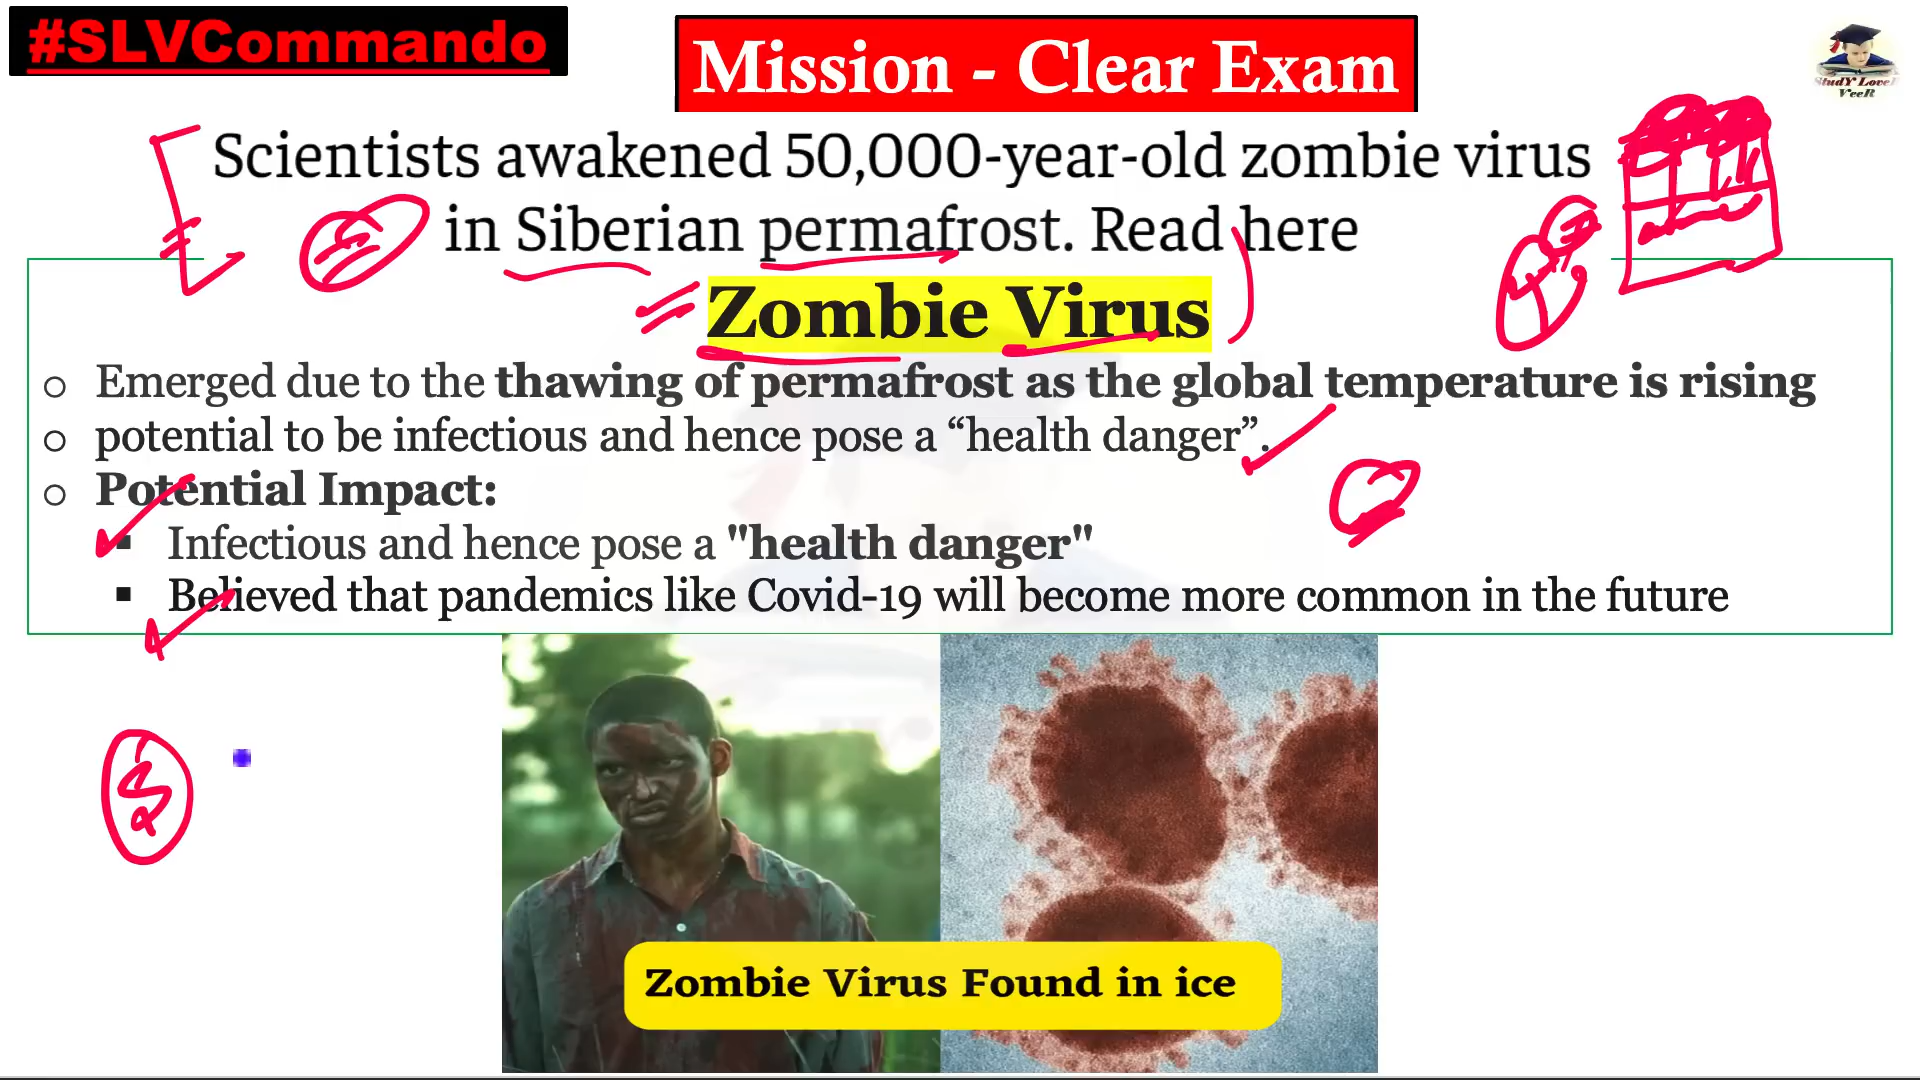 #SLVCommando
Mission - Clear Exam
StudY LoveR
VeeR
Scientists awakened 50,000-year-old zombie virus
in Siberian permafrost. Read here
Zombie Virus
Emerged due to the thawing of permafrost as the global temperature is rising
potential to be infectious and hence pose a “health danger”.
Potential Impact:
Infectious and hence pose a "health danger"
Believed that pandemics like Covid-19 will become more common in the future
Zombie Virus Found in ice